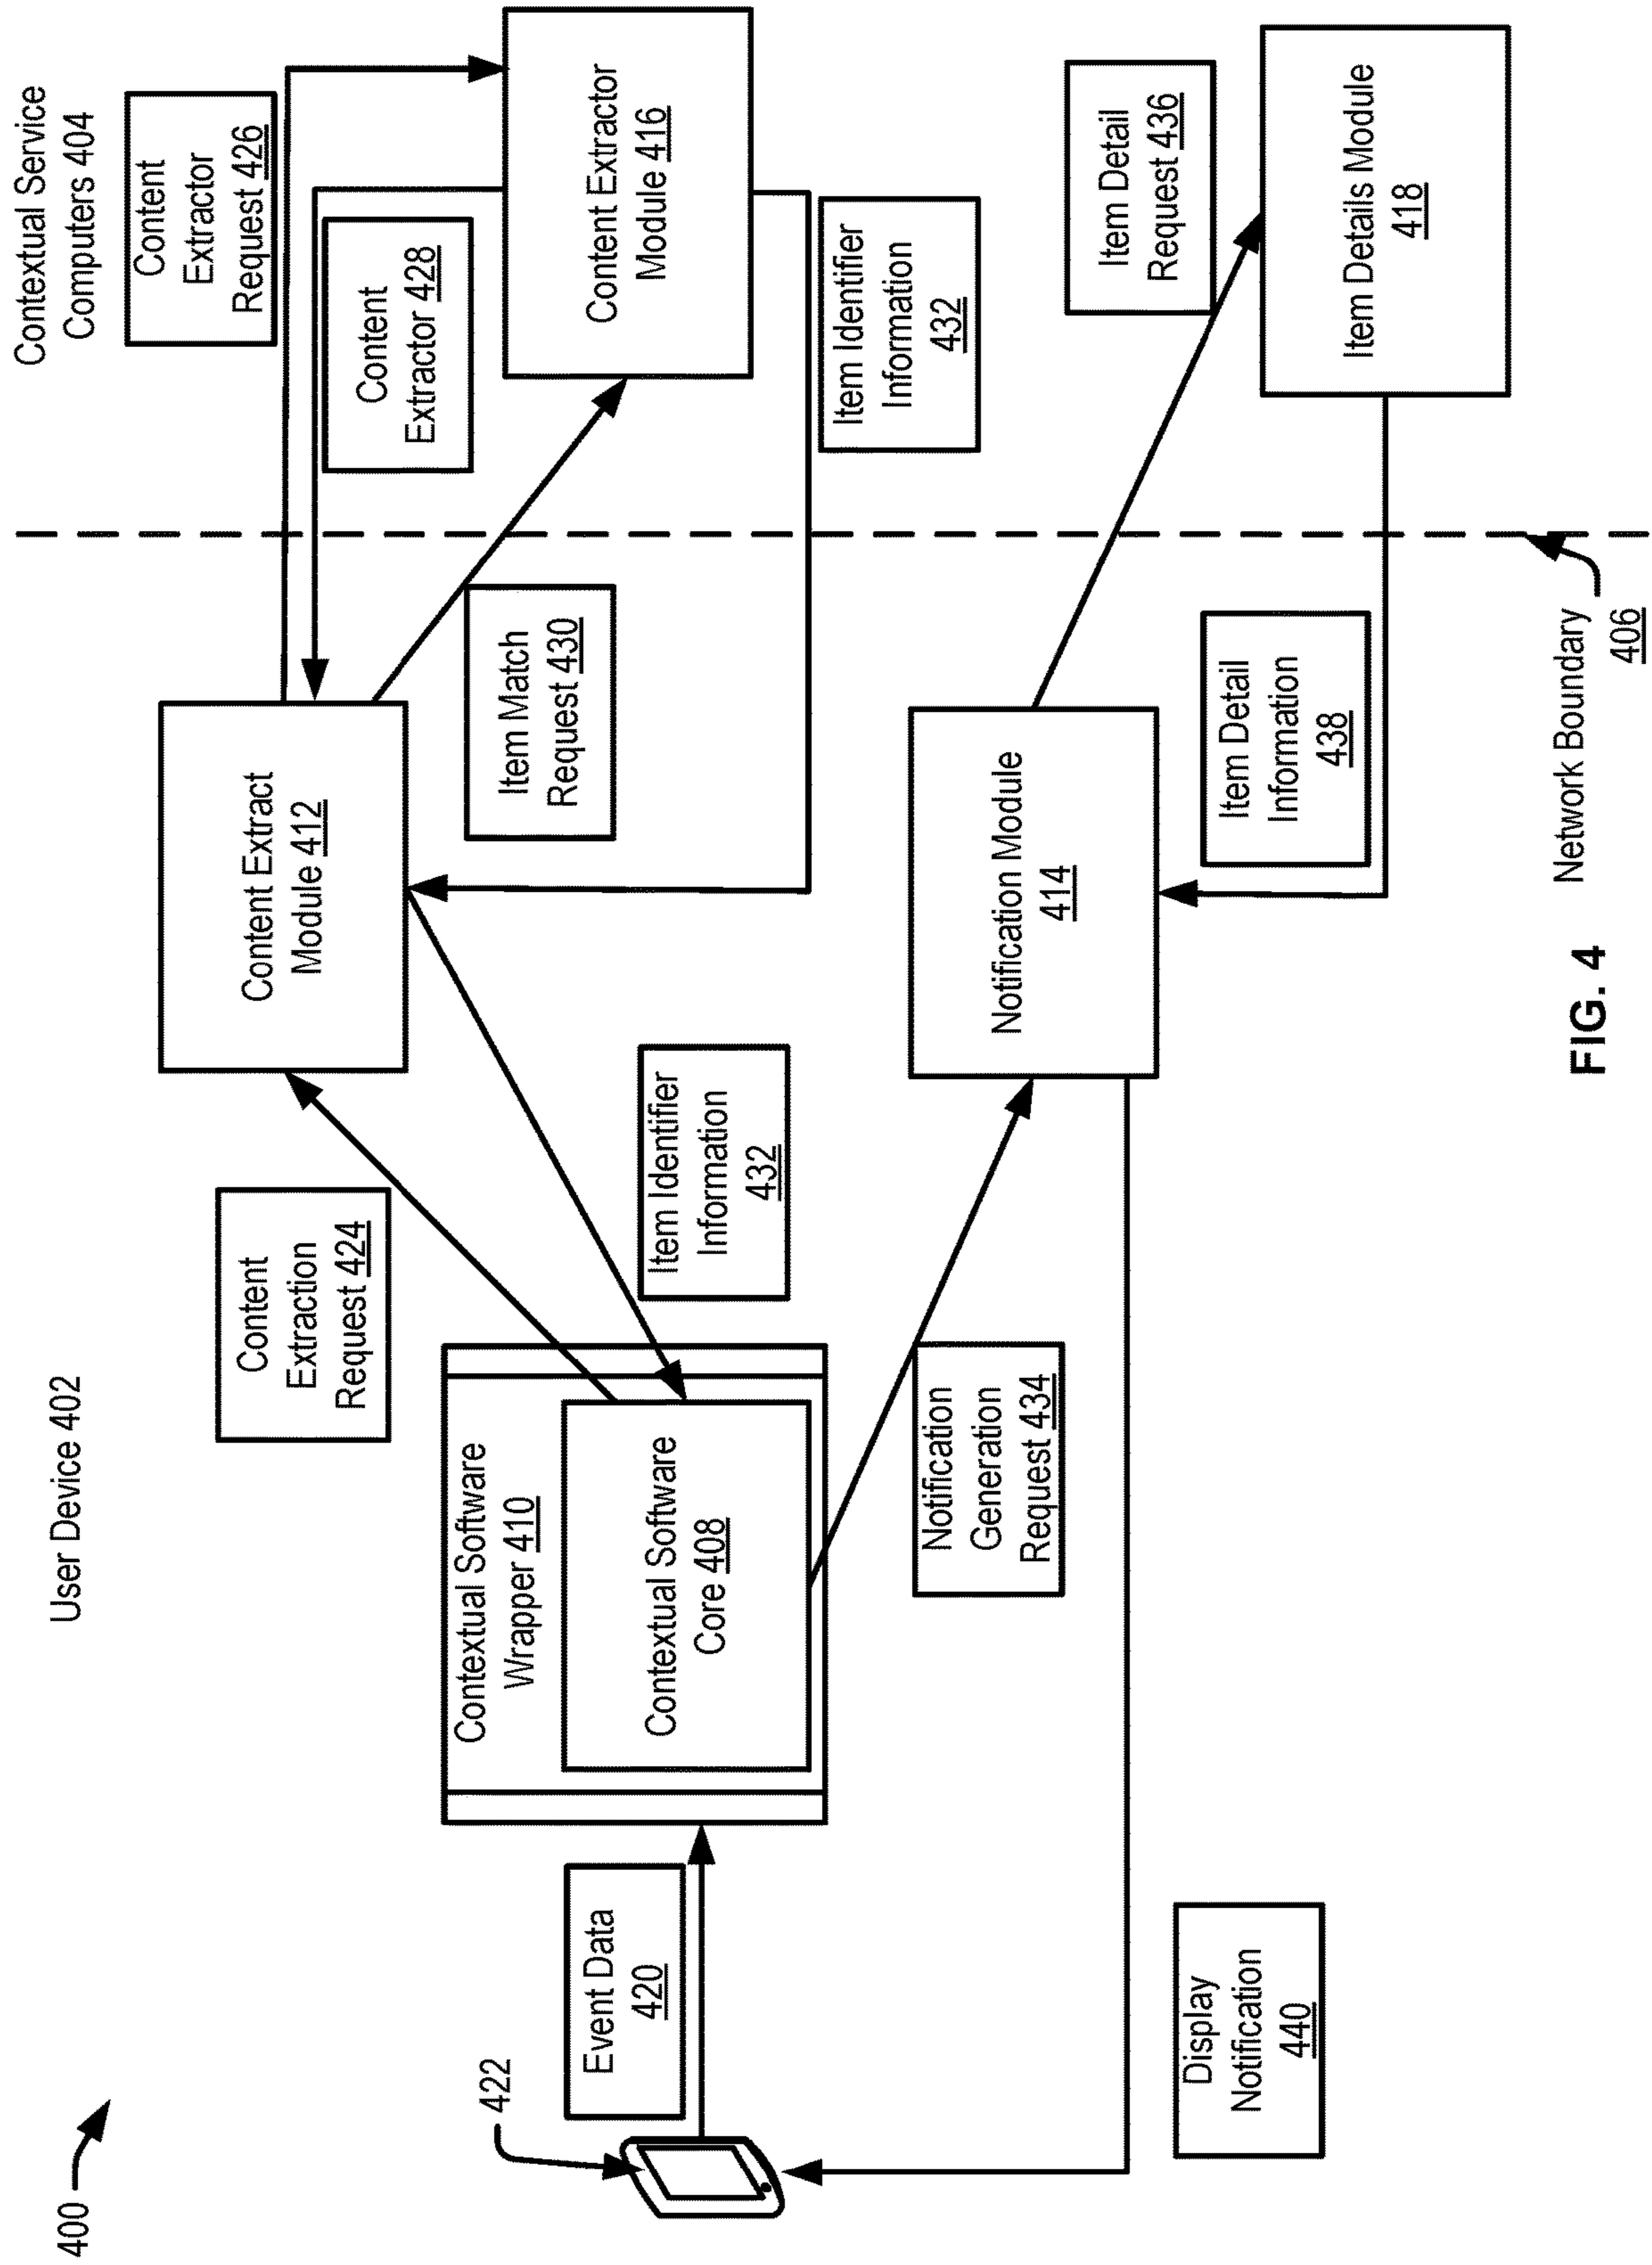 400
User Device 402
Contextual Service
Computers 404
Content
Extractor
Request 426
Content
Extractor 428
Content Extract
Module 412
Content Extractor
Module 416
Content
Extraction
Request 424
Item Match
Request 430
Item Identifier
Information
432
Contextual Software
Wrapper 410
Contextual Software
Core 408
Item Identifier
Information
432
422
Event Data
420
Notification
Generation
Request 434
Notification Module
414
Item Detail
Request 436
Item Detail
Information
438
Item Details Module
418
Display
Notification
440
Network Boundary
406
FIG. 4